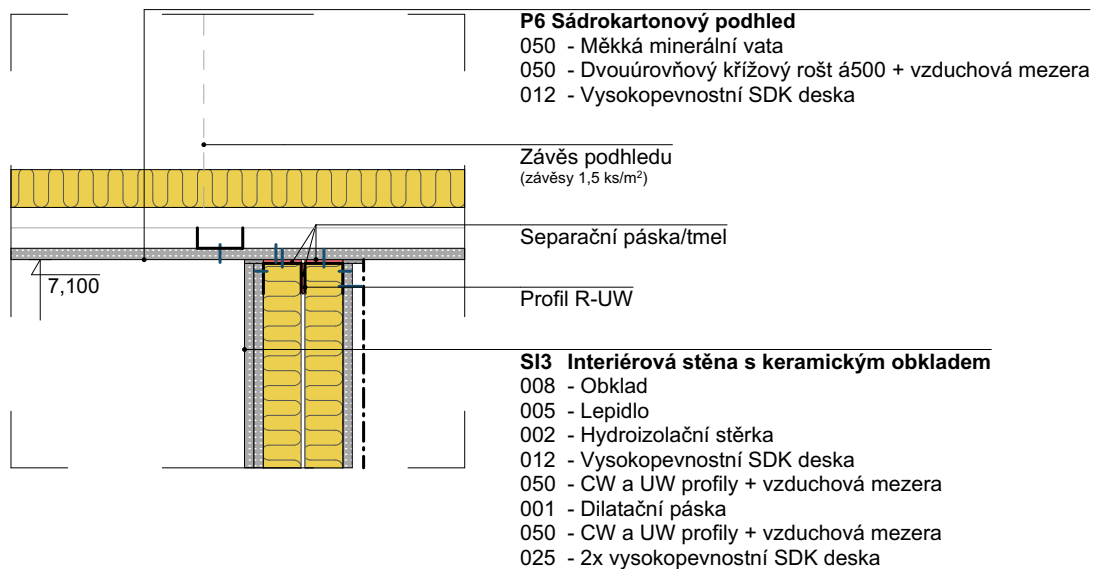 P6 Sádrokartonový podhled
050 - Měkká minerální vata
050 - Dvouúrovňový křížový rošt á500 + vzduchová mezera
012 - Vysokopevnostní SDK deska
Závěs podhledu
(závěsy 1,5 ks/m²)
Separační páska/tmel
7,100
Profil R-UW
SI3 Interiérová stěna s keramickým obkladem
008 - Obklad
005 - Lepidlo
002 - Hydroizolační stěrka
012 - Vysokopevnostní SDK deska
050 - CW a UW profily + vzduchová mezera
001 - Dilatační páska
050 - CW a UW profily + vzduchová mezera
025 - 2x vysokopevnostní SDK deska